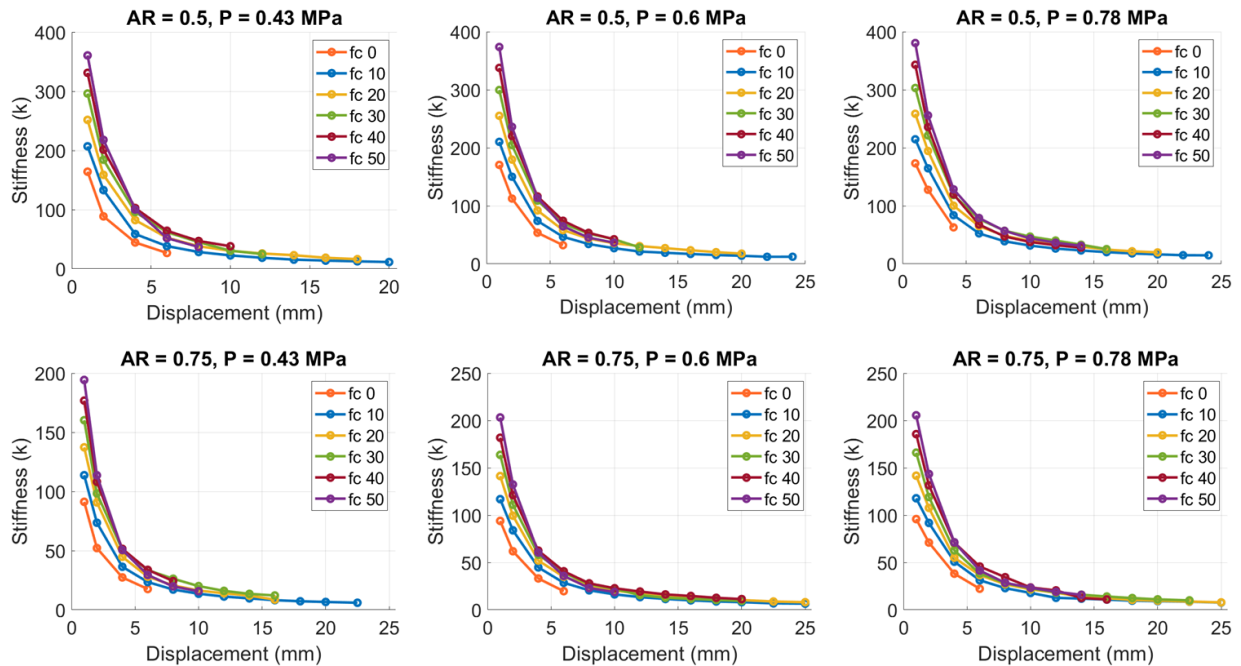 AR = 0.5, P = 0.43 MPa
400
300
200
100
0
Stiffness (k)
0 5 10 15 20
Displacement (mm)
fc 0
fc 10
fc 20
fc 30
fc 40
fc 50
AR = 0.5, P = 0.6 MPa
400
300
200
100
0
Stiffness (k)
0 5 10 15 20 25
Displacement (mm)
fc 0
fc 10
fc 20
fc 30
fc 40
fc 50
AR = 0.5, P = 0.78 MPa
400
300
200
100
0
Stiffness (k)
0 5 10 15 20 25
Displacement (mm)
fc 0
fc 10
fc 20
fc 30
fc 40
fc 50
AR = 0.75, P = 0.43 MPa
200
150
100
50
0
Stiffness (k)
0 5 10 15 20 25
Displacement (mm)
fc 0
fc 10
fc 20
fc 30
fc 40
fc 50
AR = 0.75, P = 0.6 MPa
250
200
150
100
50
0
Stiffness (k)
0 5 10 15 20 25
Displacement (mm)
fc 0
fc 10
fc 20
fc 30
fc 40
fc 50
AR = 0.75, P = 0.78 MPa
250
200
150
100
50
0
Stiffness (k)
0 5 10 15 20 25
Displacement (mm)
fc 0
fc 10
fc 20
fc 30
fc 40
fc 50